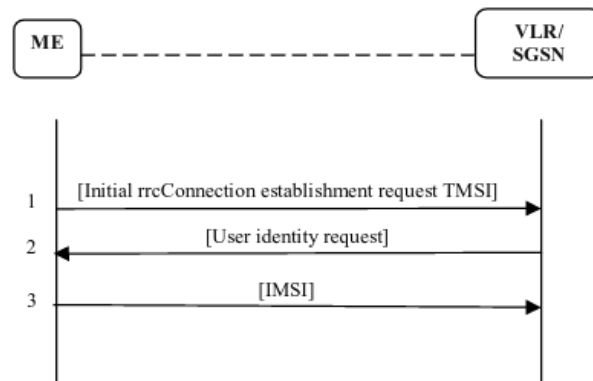 ME
VLR/
SGSN
1 [Initial rrcConnection establishment request TMSI]
2 [User identity request]
3 [IMSI]